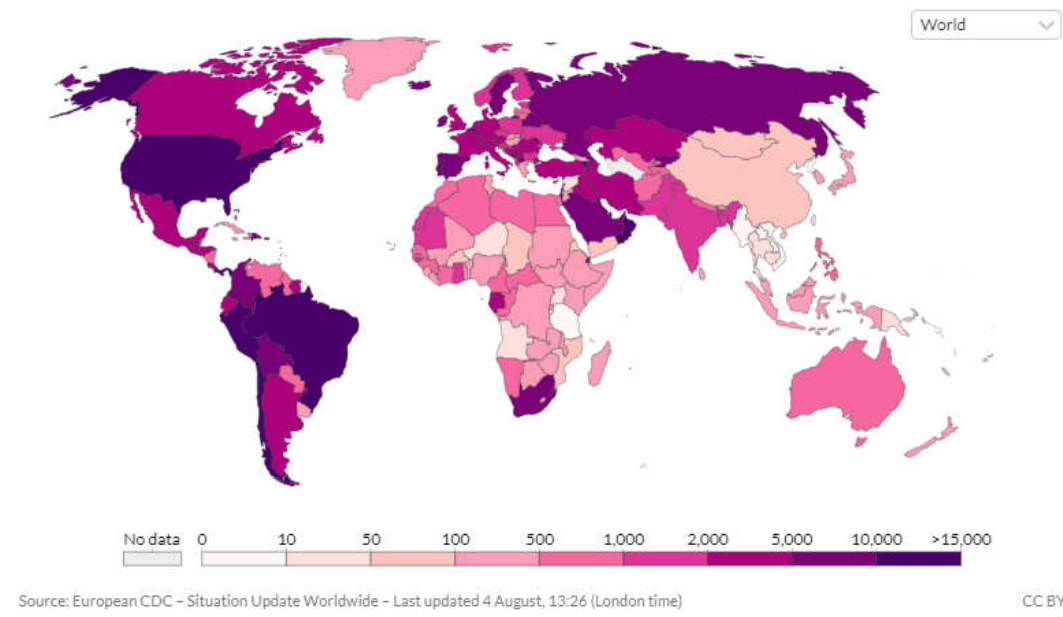 World
No data 0 10 50 100 500 1,000 2,000 5,000 10,000 >15,000
Source: European CDC – Situation Update Worldwide – Last updated 4 August, 13:26 (London time) CC BY